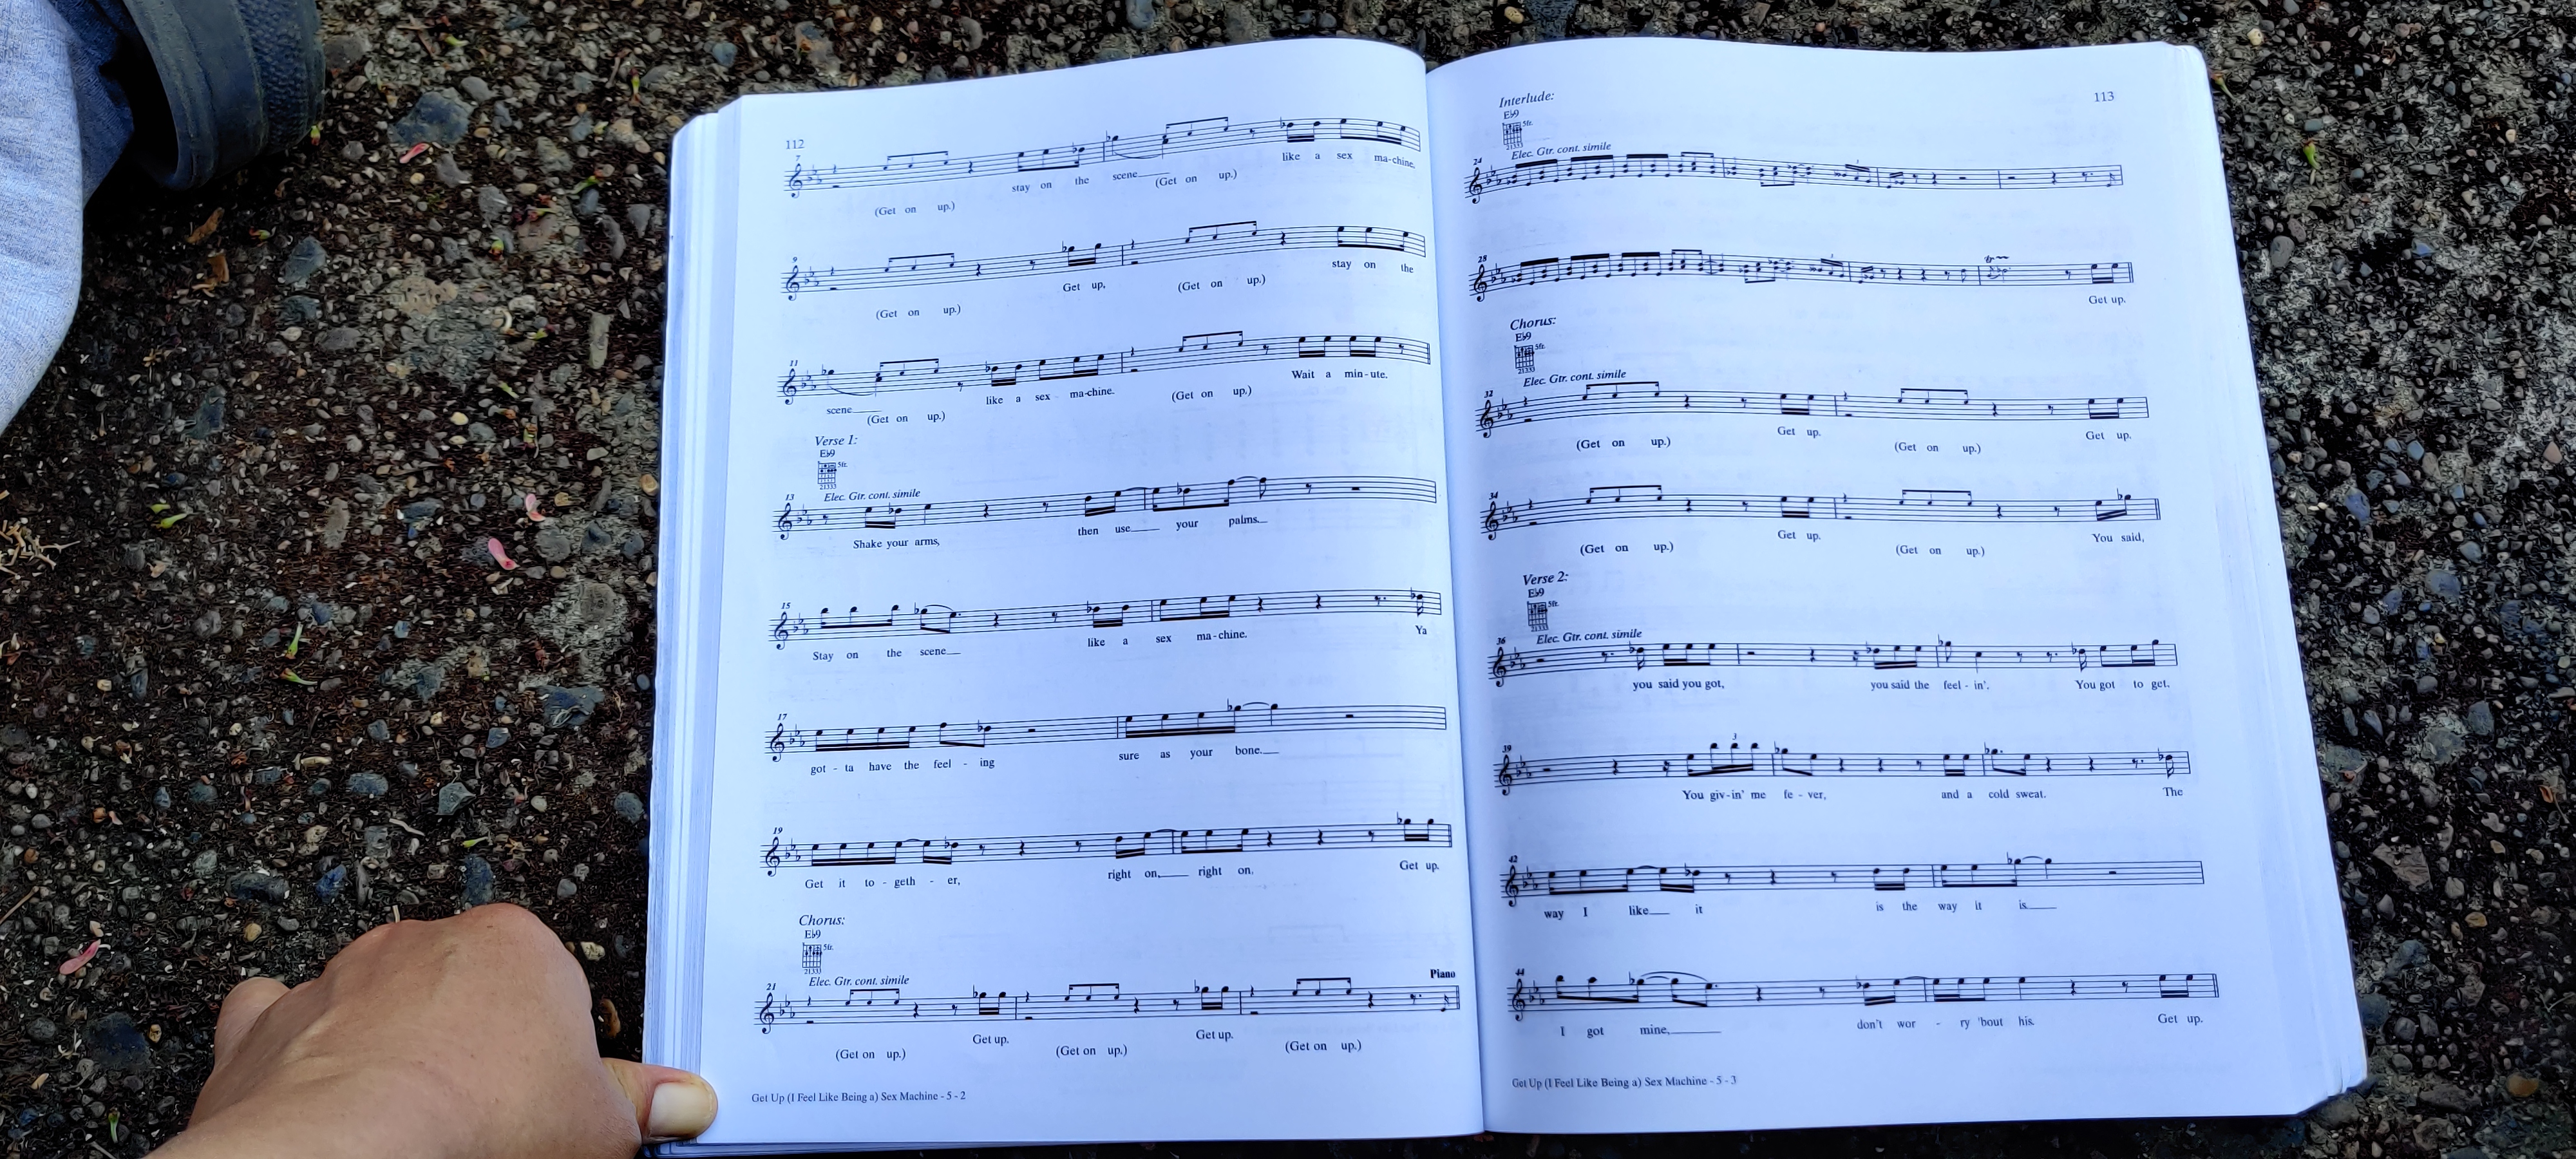 112
7
stay on the scene
like a sex ma-chine.
(Get on up.)
(Get on up.)
9
Get up,
stay on the
(Get on up.)
(Get on up.)
11
Wait a min-ute.
scene
like a sex ma-chine.
(Get on up.)
(Get on up.)
Verse 1:
E♭9
5fr.
21333
13
Elec. Gtr. cont. simile
Shake your arms, then use your palms.
15
Stay on the scene like a sex ma-chine. Ya
17
got - ta have the feel - ing sure as your bone.
19
Get it to - geth - er, right on, right on. Get up.
Chorus:
E♭9
5fr.
21333
Elec. Gtr. cont. simile
Piano
21
Get up. Get up.
(Get on up.) (Get on up.) (Get on up.)
Get Up (I Feel Like Being a) Sex Machine - 5 - 2
113
Interlude:
E♭9
5fr.
21333
24
Elec. Gtr. cont. simile
3
28
tr
3
Get up.
Chorus:
E♭9
5fr.
21333
Elec. Gtr. cont. simile
32
Get up. Get up.
(Get on up.) (Get on up.)
34
Get up. You said,
(Get on up.) (Get on up.)
Verse 2:
E♭9
5fr.
21333
36
Elec. Gtr. cont. simile
you said you got, you said the feel - in'. You got to get.
39
3
You giv-in' me fe - ver, and a cold sweat. The
42
way I like it is the way it is
44
I got mine, don't wor - ry 'bout his. Get up.
Get Up (I Feel Like Being a) Sex Machine - 5 - 3